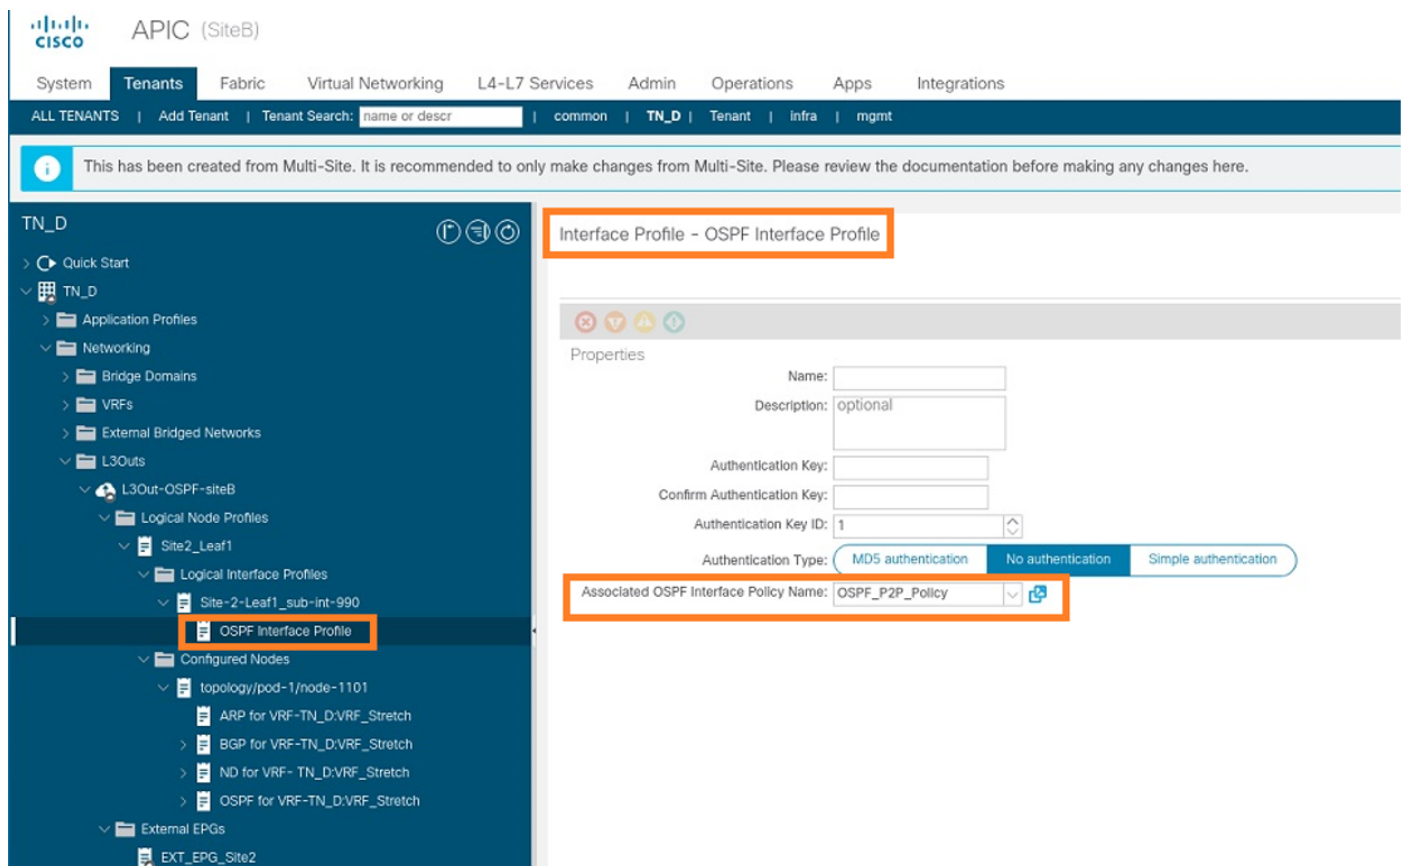 CISCO
APIC (SiteB)
System Tenants Fabric Virtual Networking L4-L7 Services Admin Operations Apps Integrations
ALL TENANTS | Add Tenant | Tenant Search: name or descr | common | TN_D | Tenant | infra | mgmt
This has been created from Multi-Site. It is recommended to only make changes from Multi-Site. Please review the documentation before making any changes here.
TN_D
Quick Start
TN_D
Application Profiles
Networking
Bridge Domains
VRFs
External Bridged Networks
L3Outs
L3Out-OSPF-siteB
Logical Node Profiles
Site2_Leaf1
Logical Interface Profiles
Site-2-Leaf1_sub-int-990
OSPF Interface Profile
Configured Nodes
topology/pod-1/node-1101
ARP for VRF-TN_D:VRF_Stretch
BGP for VRF-TN_D:VRF_Stretch
ND for VRF- TN_D:VRF_Stretch
OSPF for VRF-TN_D:VRF_Stretch
External EPGs
EXT_EPG_Site2
Interface Profile - OSPF Interface Profile
Properties
Name:
Description: optional
Authentication Key:
Confirm Authentication Key:
Authentication Key ID: 1
Authentication Type: MD5 authentication No authentication Simple authentication
Associated OSPF Interface Policy Name: OSPF_P2P_Policy